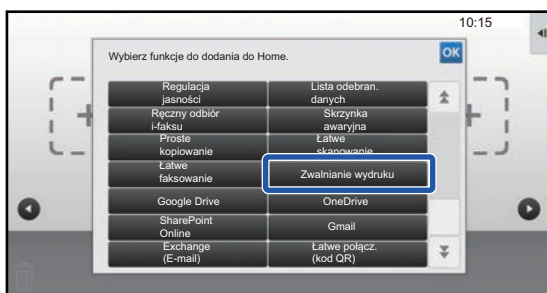 10:15
Wybierz funkcje do dodania do Home.
OK
Regulacja
jasności
Lista odebran.
danych
Ręczny odbiór
i-faksu
Skrzynka
awaryjna
Proste
kopiowanie
Łatwe
skanowanie
Łatwe
faksowanie
Zwalnianie wydruku
Google Drive
OneDrive
SharePoint
Online
Gmail
Exchange
(E-mail)
Łatwe połącz.
(kod QR)